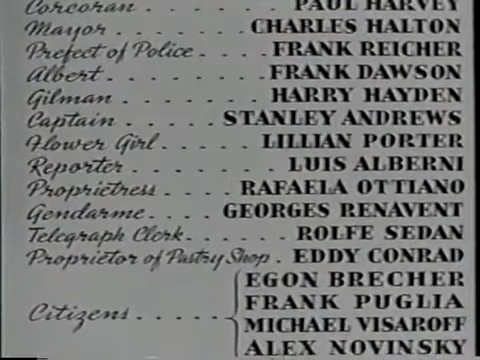 Corcoran . . . . . . PAUL HARVEY
Mayor . . . . . . . CHARLES HALTON
Prefect of Police . . . . FRANK REICHER
Albert . . . . . . . . FRANK DAWSON
Gilman . . . . . . . . HARRY HAYDEN
Captain . . . . . . STANLEY ANDREWS
Flower Girl . . . . . . LILLIAN PORTER
Reporter . . . . . . . . LUIS ALBERNI
Proprietress . . . . . RAFAELA OTTIANO
Gendarme . . . . GEORGES RENAVENT
Telegraph Clerk . . . . . . ROLFE SEDAN
Proprietor of Pastry Shop . EDDY CONRAD
EGON BRECHER
FRANK PUGLIA
Citizens . . . . .
MICHAEL VISAROFF
ALEX NOVINSKY